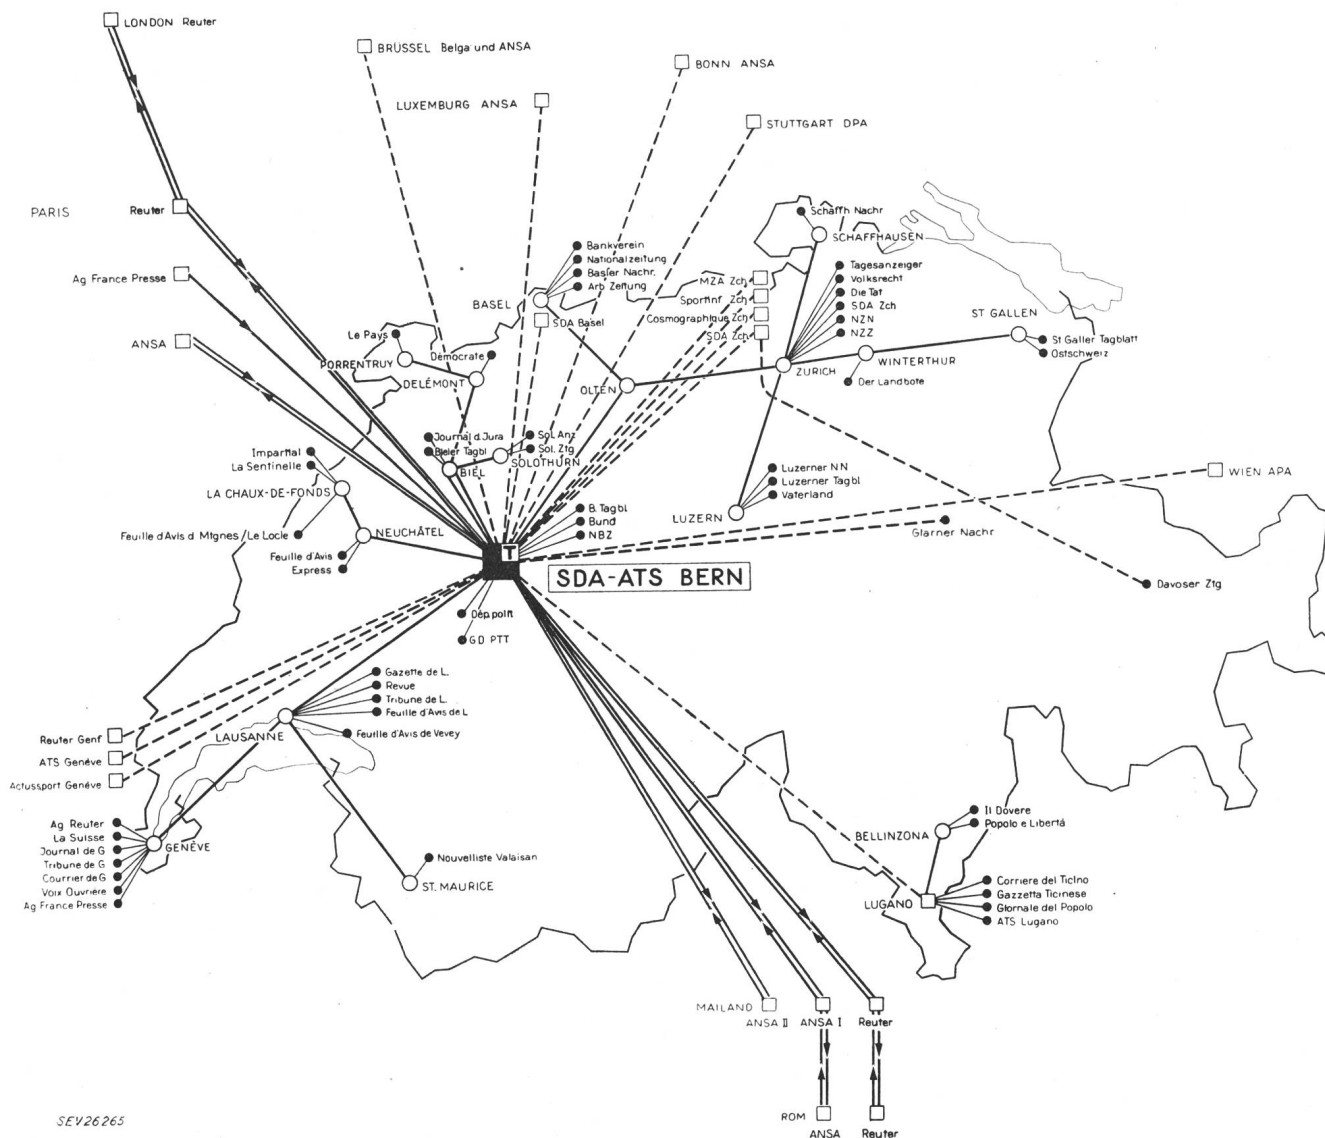 LONDON Reuter
BRÜSSEL Belga und ANSA
BONN ANSA
LUXEMBURG ANSA
STUTTGART DPA
PARIS
Reuter
Ag France Presse
ANSA
Schaffh Nachr
SCHAFFHAUSEN
Bankverein
Nationalzeitung
Basler Nachr.
Arb Zeitung
BASEL
SDA Basel
MZA Zch
Sportinf Zch
Cosmographique Zch
SDA Zch
Tagesanzeiger
Volksrecht
Die Tat
SDA Zch
NZN
NZZ
ST GALLEN
St Galler Tagblatt
Ostschweiz
WINTERTHUR
ZÜRICH
Der Landbote
Le Pays
PORRENTRUY
Démocrate
DELÉMONT
OLTEN
Journal d. Jura
Bieler Tagbl
BIEL
Sol. Anz
Sol. Ztg
SOLOTHURN
Impartial
La Sentinelle
LA CHAUX-DE-FONDS
Feuille d'Avis d Mtgnes/Le Locle
NEUCHÂTEL
Feuille d'Avis
Express
Luzerner NN
Luzerner Tagbl
Vaterland
LUZERN
WIEN APA
B. Tagbl
Bund
NBZ
Glarner Nachr
T
SDA-ATS BERN
Davoser Ztg
Dép. polit
GD PTT
Gazette de L.
Revue
Tribune de L.
Feuille d'Avis de L
Feuille d'Avis de Vevey
LAUSANNE
Reuter Genf
ATS Genève
Actussport Genève
Ag Reuter
La Suisse
Journal de G
Tribune de G
Courrier de G
Voix Ouvrière
Ag France Presse
GENÈVE
Nouvelliste Valaisan
ST. MAURICE
Il Dovere
Popolo e Libertà
BELLINZONA
Corriere del Ticino
Gazzetta Ticinese
Giornale del Popolo
ATS Lugano
LUGANO
MAILAND
ANSA II
ANSA I
Reuter
ROM
ANSA
Reuter
SEV26265